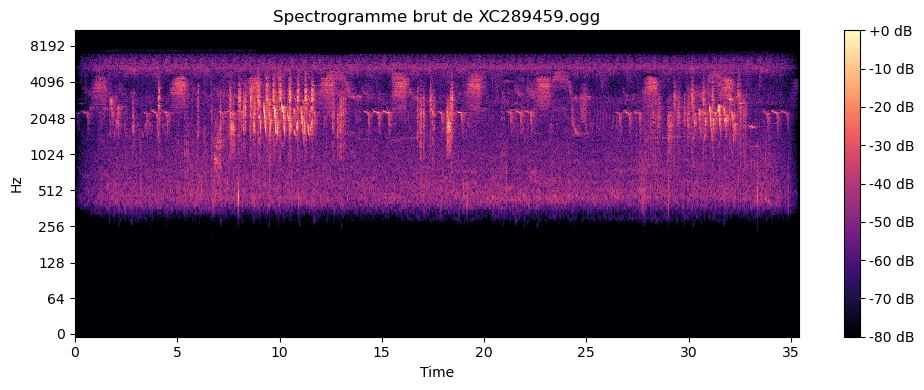 Spectrogramme brut de XC289459.ogg
8192
4096
2048
1024
512
256
128
64
0
Hz
0 5 10 15 20 25 30 35
Time
+0 dB
-10 dB
-20 dB
-30 dB
-40 dB
-50 dB
-60 dB
-70 dB
-80 dB